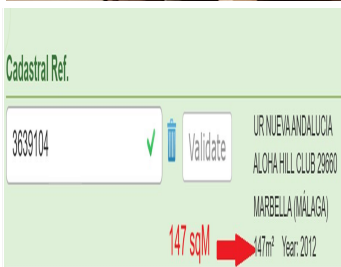 Cadastral Ref.
3639104
Validate
UR NUEVA ANDALUCIA
ALOHA HILL CLUB 29660
MARBELLA (MÁLAGA)
147m² Year: 2012
147 sqM